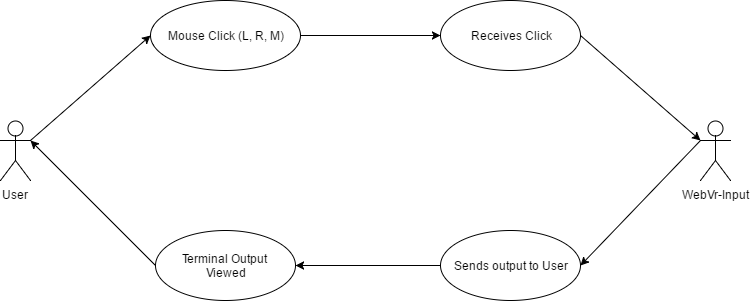 Mouse Click (L, R, M)
Receives Click
User
WebVr-Input
Terminal Output
Viewed
Sends output to User